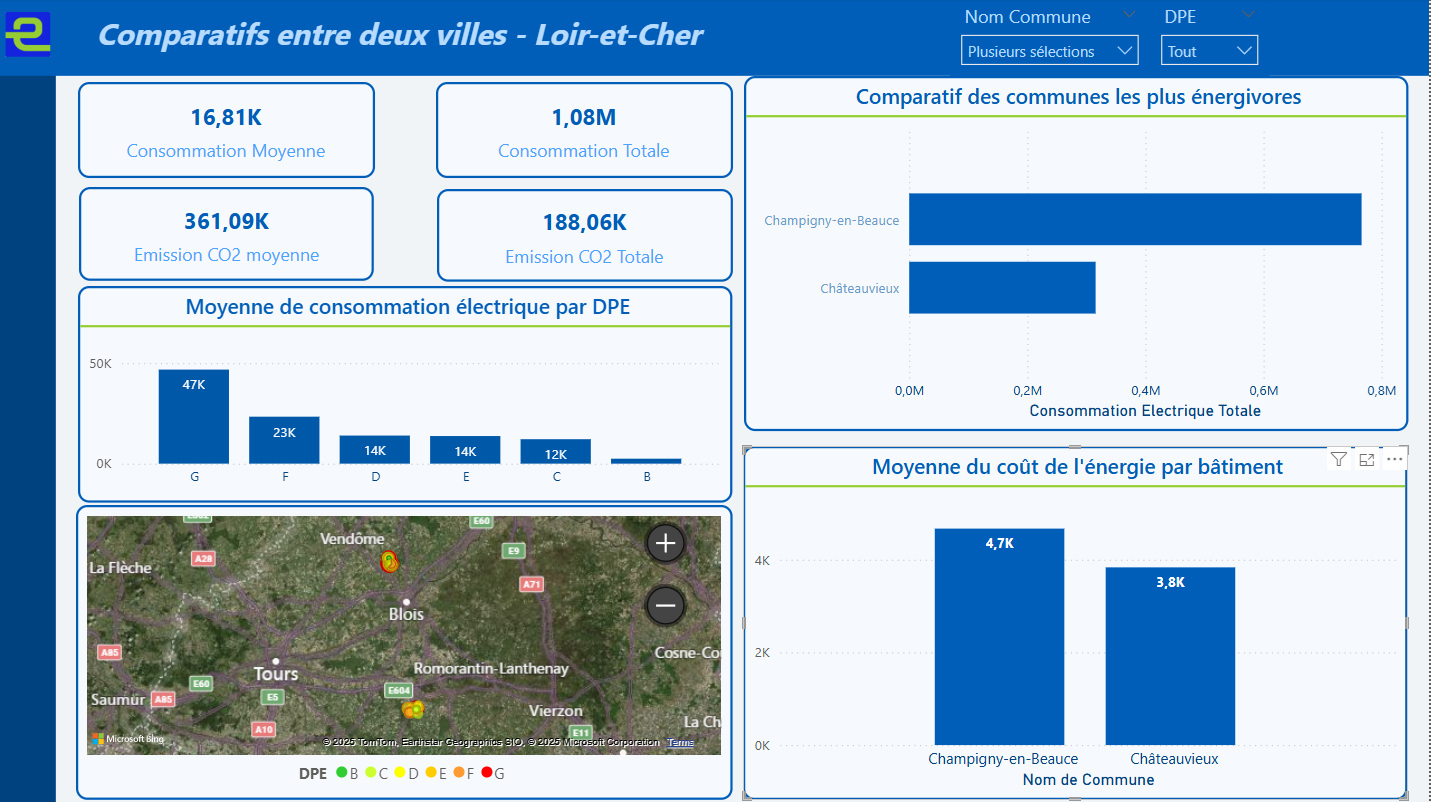 Comparatifs entre deux villes - Loir-et-Cher
Nom Commune
DPE
Plusieurs sélections
Tout
16,81K
Consommation Moyenne
1,08M
Consommation Totale
361,09K
Emission CO2 moyenne
188,06K
Emission CO2 Totale
Comparatif des communes les plus énergivores
Champigny-en-Beauce
Châteauvieux
0,0M 0,2M 0,4M 0,6M 0,8M
Consommation Electrique Totale
Moyenne de consommation électrique par DPE
50K
0K
47K
23K
14K
14K
12K
G F D E C B
E60
Vendôme
E9
A28
La Flèche
A71
Blois
A85
Cosne-Co
Romorantin-Lanthenay
Tours
E60
E604
Saumur
A85
E5
Vierzon
La Ch
A10
E11
Microsoft Bing
© 2025 TomTom, Earthstar Geographics SIO, © 2025 Microsoft Corporation Terms
DPE B C D E F G
Moyenne du coût de l'énergie par bâtiment
4K
2K
0K
4,7K
3,8K
Champigny-en-Beauce Châteauvieux
Nom de Commune